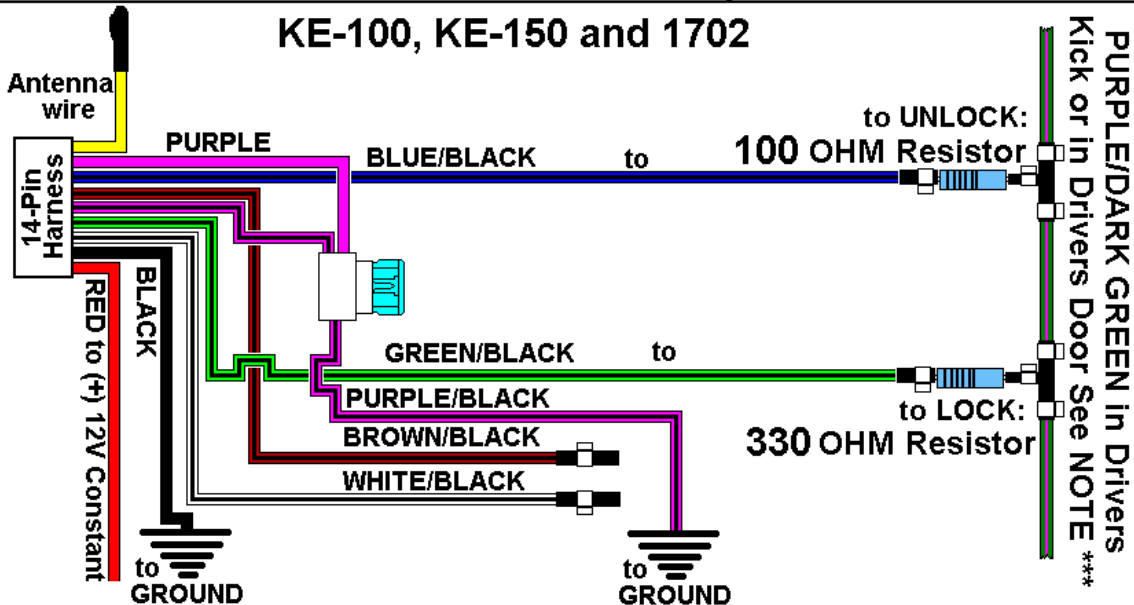 KE-100, KE-150 and 1702
Antenna
wire
14-Pin
Harness
PURPLE
BLUE/BLACK to
to UNLOCK:
100 OHM Resistor
BLACK
RED to (+) 12V Constant
GREEN/BLACK to
PURPLE/BLACK
BROWN/BLACK
WHITE/BLACK
to LOCK:
330 OHM Resistor
to
GROUND
to
GROUND
PURPLE/DARK GREEN in Drivers
Kick or in Drivers Door See NOTE ***